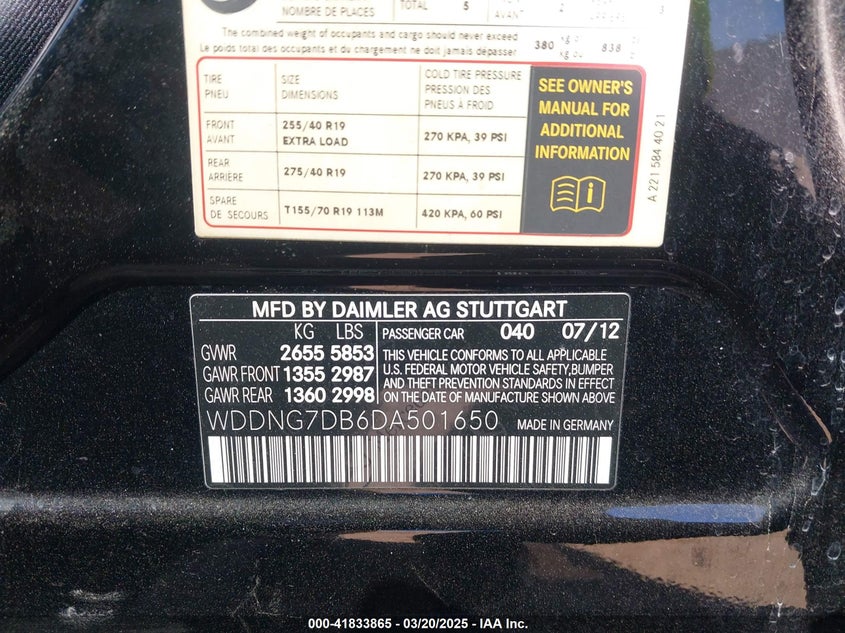 NOMBRE DE PLACES TOTAL 5 AVANT 2 3
The combined weight of occupants and cargo should never exceed
Le poids total des occupants et du chargement ne doit jamais dépasser 380 kg 838
TIRE PNEU
SIZE DIMENSIONS
COLD TIRE PRESSURE PRESSION DES PNEUS À FROID
FRONT AVANT
255/40 R19 EXTRA LOAD
270 KPA, 39 PSI
REAR ARRIERE
275/40 R19
270 KPA, 39 PSI
SPARE DE SECOURS
T155/70 R19 113M
420 KPA, 60 PSI
SEE OWNER'S
MANUAL FOR
ADDITIONAL
INFORMATION
A 221 584 40 21
MFD BY DAIMLER AG STUTTGART
KG LBS PASSENGER CAR 040 07/12
GVWR 2655 5853
GAWR FRONT 1355 2987
GAWR REAR 1360 2998
THIS VEHICLE CONFORMS TO ALL APPLICABLE
U.S. FEDERAL MOTOR VEHICLE SAFETY,BUMPER
AND THEFT PREVENTION STANDARDS IN EFFECT
ON THE DATE OF MANUFACTURE SHOWN ABOVE
WDDNG7DB6DA501650 MADE IN GERMANY
000-41833865 - 03/20/2025 - IAA Inc.